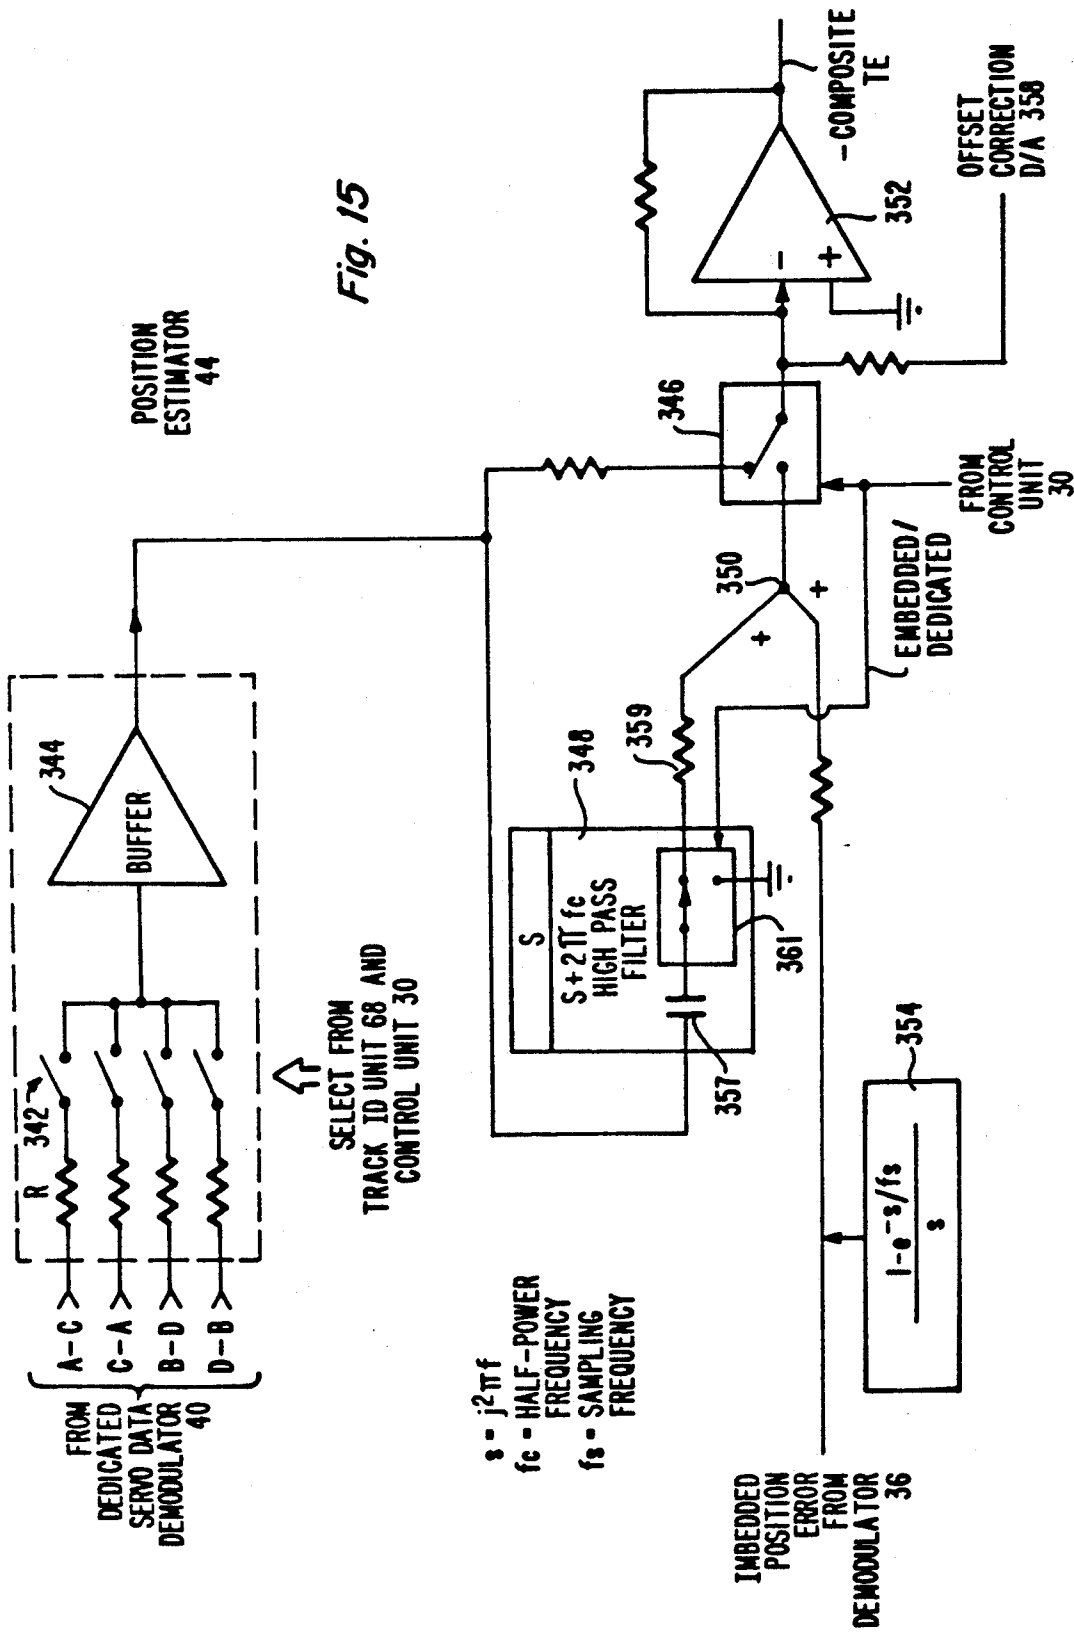 POSITION
ESTIMATOR
44
Fig. 15
FROM
DEDICATED
SERVO DATA
DEMODULATOR
40
A-C
C-A
B-D
D-B
R
342
344
BUFFER
SELECT FROM
TRACK ID UNIT 68 AND
CONTROL UNIT 30
s = j2πf
fc = HALF-POWER
FREQUENCY
fs = SAMPLING
FREQUENCY
S
S+2πfc
HIGH PASS
FILTER
348
357
361
359
350
+
+
346
EMBEDDED/
DEDICATED
FROM
CONTROL
UNIT
30
-
+
352
-COMPOSITE
TE
OFFSET
CORRECTION
D/A 358
IMBEDDED
POSITION
ERROR
FROM
DEMODULATOR
36
1-e-s/fs
s
354